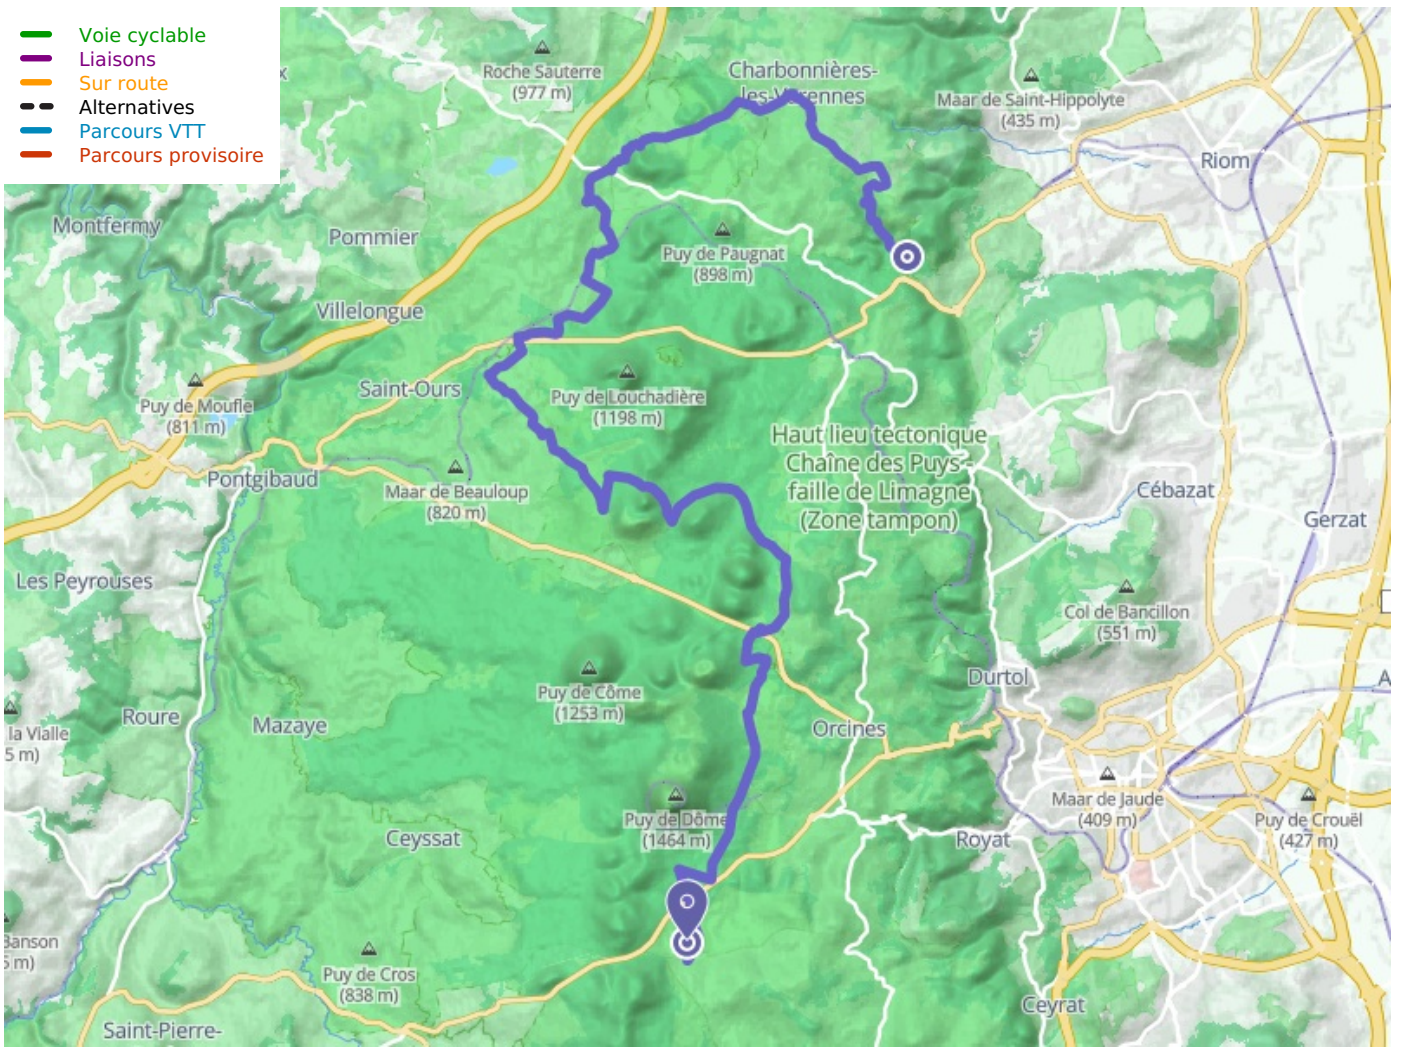 Voie cyclable
Liaisons
Sur route
Alternatives
Parcours VTT
Parcours provisoire
x
Roche Sauterre
(977 m)
Charbonnières-
les-Varennes
Maar de Saint-Hippolyte
(435 m)
Riom
Montfermy
Pommier
Puy de Paugnat
(898 m)
Villelongue
Saint-Ours
Puy de Moufle
(811 m)
Puy de Louchadière
(1198 m)
Haut lieu tectonique
Chaîne des Puys-
faille de Limagne
(Zone tampon)
Pontgibaud
Maar de Beauloup
(820 m)
Cébazat
Gerzat
Les Peyrouses
Col de Bancillon
(551 m)
Puy de Côme
(1253 m)
Durtol
A
la Vialle
5 m)
Roure
Mazaye
Orcines
Maar de Jaude
(409 m)
Puy de Dôme
(1464 m)
Puy de Crouël
(427 m)
Ceyssat
Royat
Banson
5 m)
Puy de Cros
(838 m)
Ceyrat
Saint-Pierre-